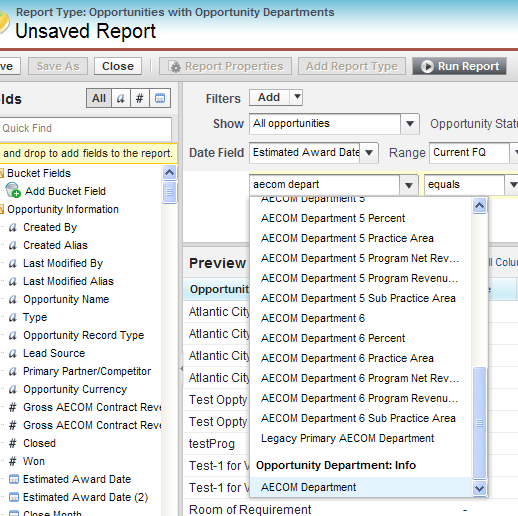 Report Type: Opportunities with Opportunity Departments
Unsaved Report
Save As
Close
Report Properties
Add Report Type
Run Report
All
a
#
Quick Find
and drop to add fields to the report.
Bucket Fields
Add Bucket Field
Opportunity Information
a Created By
a Created Alias
a Last Modified By
a Last Modified Alias
a Opportunity Name
a Type
a Opportunity Record Type
a Lead Source
a Primary Partner/Competitor
a Opportunity Currency
# Gross AECOM Contract Reve
# Gross AECOM Contract Reve
# Closed
# Won
Estimated Award Date
Estimated Award Date (2)
Close Month
Filters Add
Show All opportunities Opportunity Statu
Date Field Estimated Award Date Range Current FQ
aecom depart equals
AECOM Department 5
AECOM Department 5 Percent
AECOM Department 5 Practice Area
AECOM Department 5 Program Net Rev...
AECOM Department 5 Program Revenu...
AECOM Department 5 Sub Practice Area
AECOM Department 6
AECOM Department 6 Percent
AECOM Department 6 Practice Area
AECOM Department 6 Program Net Rev...
AECOM Department 6 Program Revenu...
AECOM Department 6 Sub Practice Area
Legacy Primary AECOM Department
Opportunity Department: Info
AECOM Department
Preview
Opportunit
Atlantic City
Atlantic City
Atlantic City
Atlantic City
Test Oppty
Test Oppty
testProg
Test-1 for V
Test-1 for V
Room of Requirement -